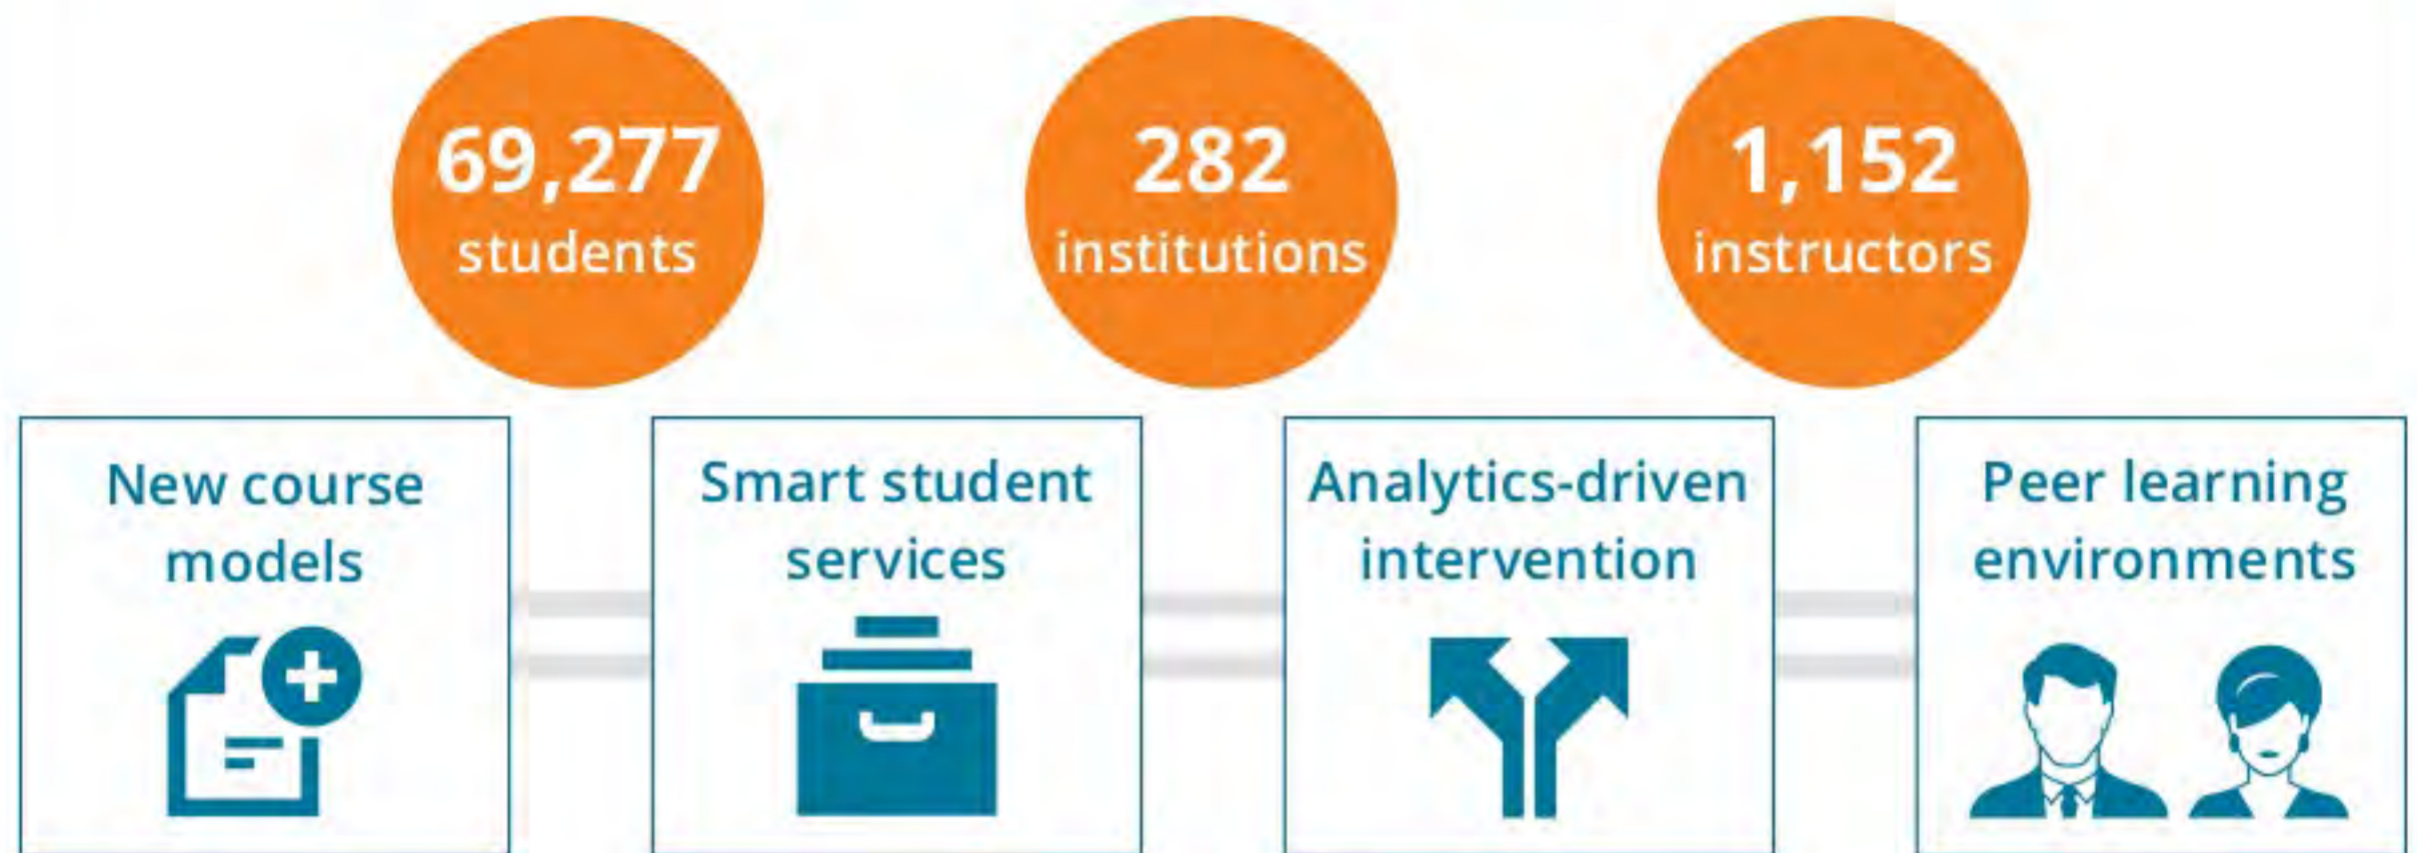 69,277
students
282
institutions
1,152
instructors
New course
models
Smart student
services
Analytics-driven
intervention
Peer learning
environments